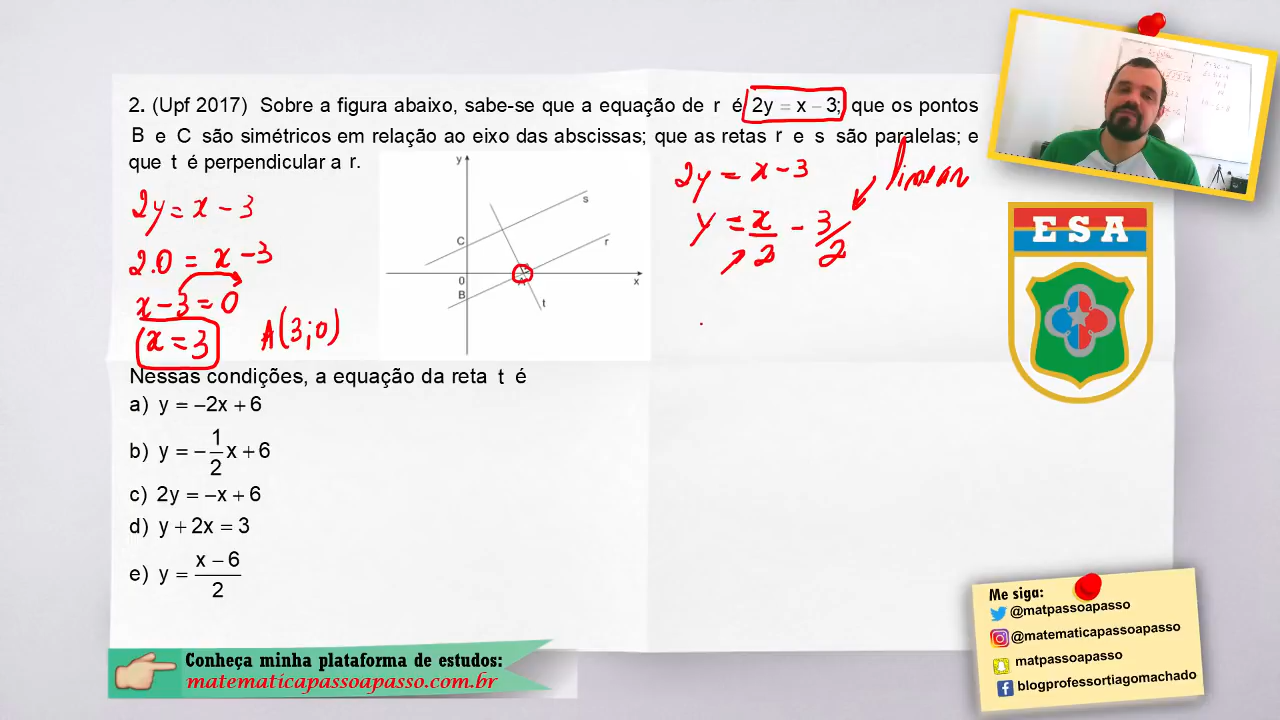 2. (Upf 2017) Sobre a figura abaixo, sabe-se que a equação de r é 2y = x – 3; que os pontos
B e C são simétricos em relação ao eixo das abscissas; que as retas r e s são paralelas; e
que t é perpendicular a r.
2y = x – 3
2.0 = x – 3
x – 3 = 0
x = 3
A(3;0)
y
s
C
r
0
A
x
B
t
2y = x – 3
linear
y = x/2 – 3/2
Nessas condições, a equação da reta t é
a) y = –2x + 6
b) y = –1/2 x + 6
c) 2y = –x + 6
d) y + 2x = 3
e) y = x – 6 / 2
ESA
Me siga:
@matpassoapasso
@matematicapassoapasso
matpassoapasso
blogprofessortiagomachado
Conheça minha plataforma de estudos:
matematicapassoapasso.com.br